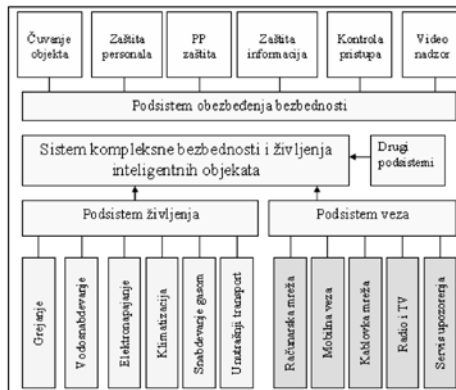 Čuvanje
objekta
Zaštita
personala
PP
zaštita
Zaštita
informacija
Kontrola
pristupa
Video
nadzor
Podsistem obezbeđenja bezbednosti
Sistem kompleksne bezbednosti i življenja
inteligentnih objekata
Drugi
podsistemi
Podsistem življenja
Podsistem veza
Grejanje
Vodosnabdevanje
Elektronapajanje
Klimatizacija
Snabdevanje gasom
Unutrašnji transport
Računarska mreža
Mobilna veza
Kablovka mreža
Radio i TV
Servis upozorenja